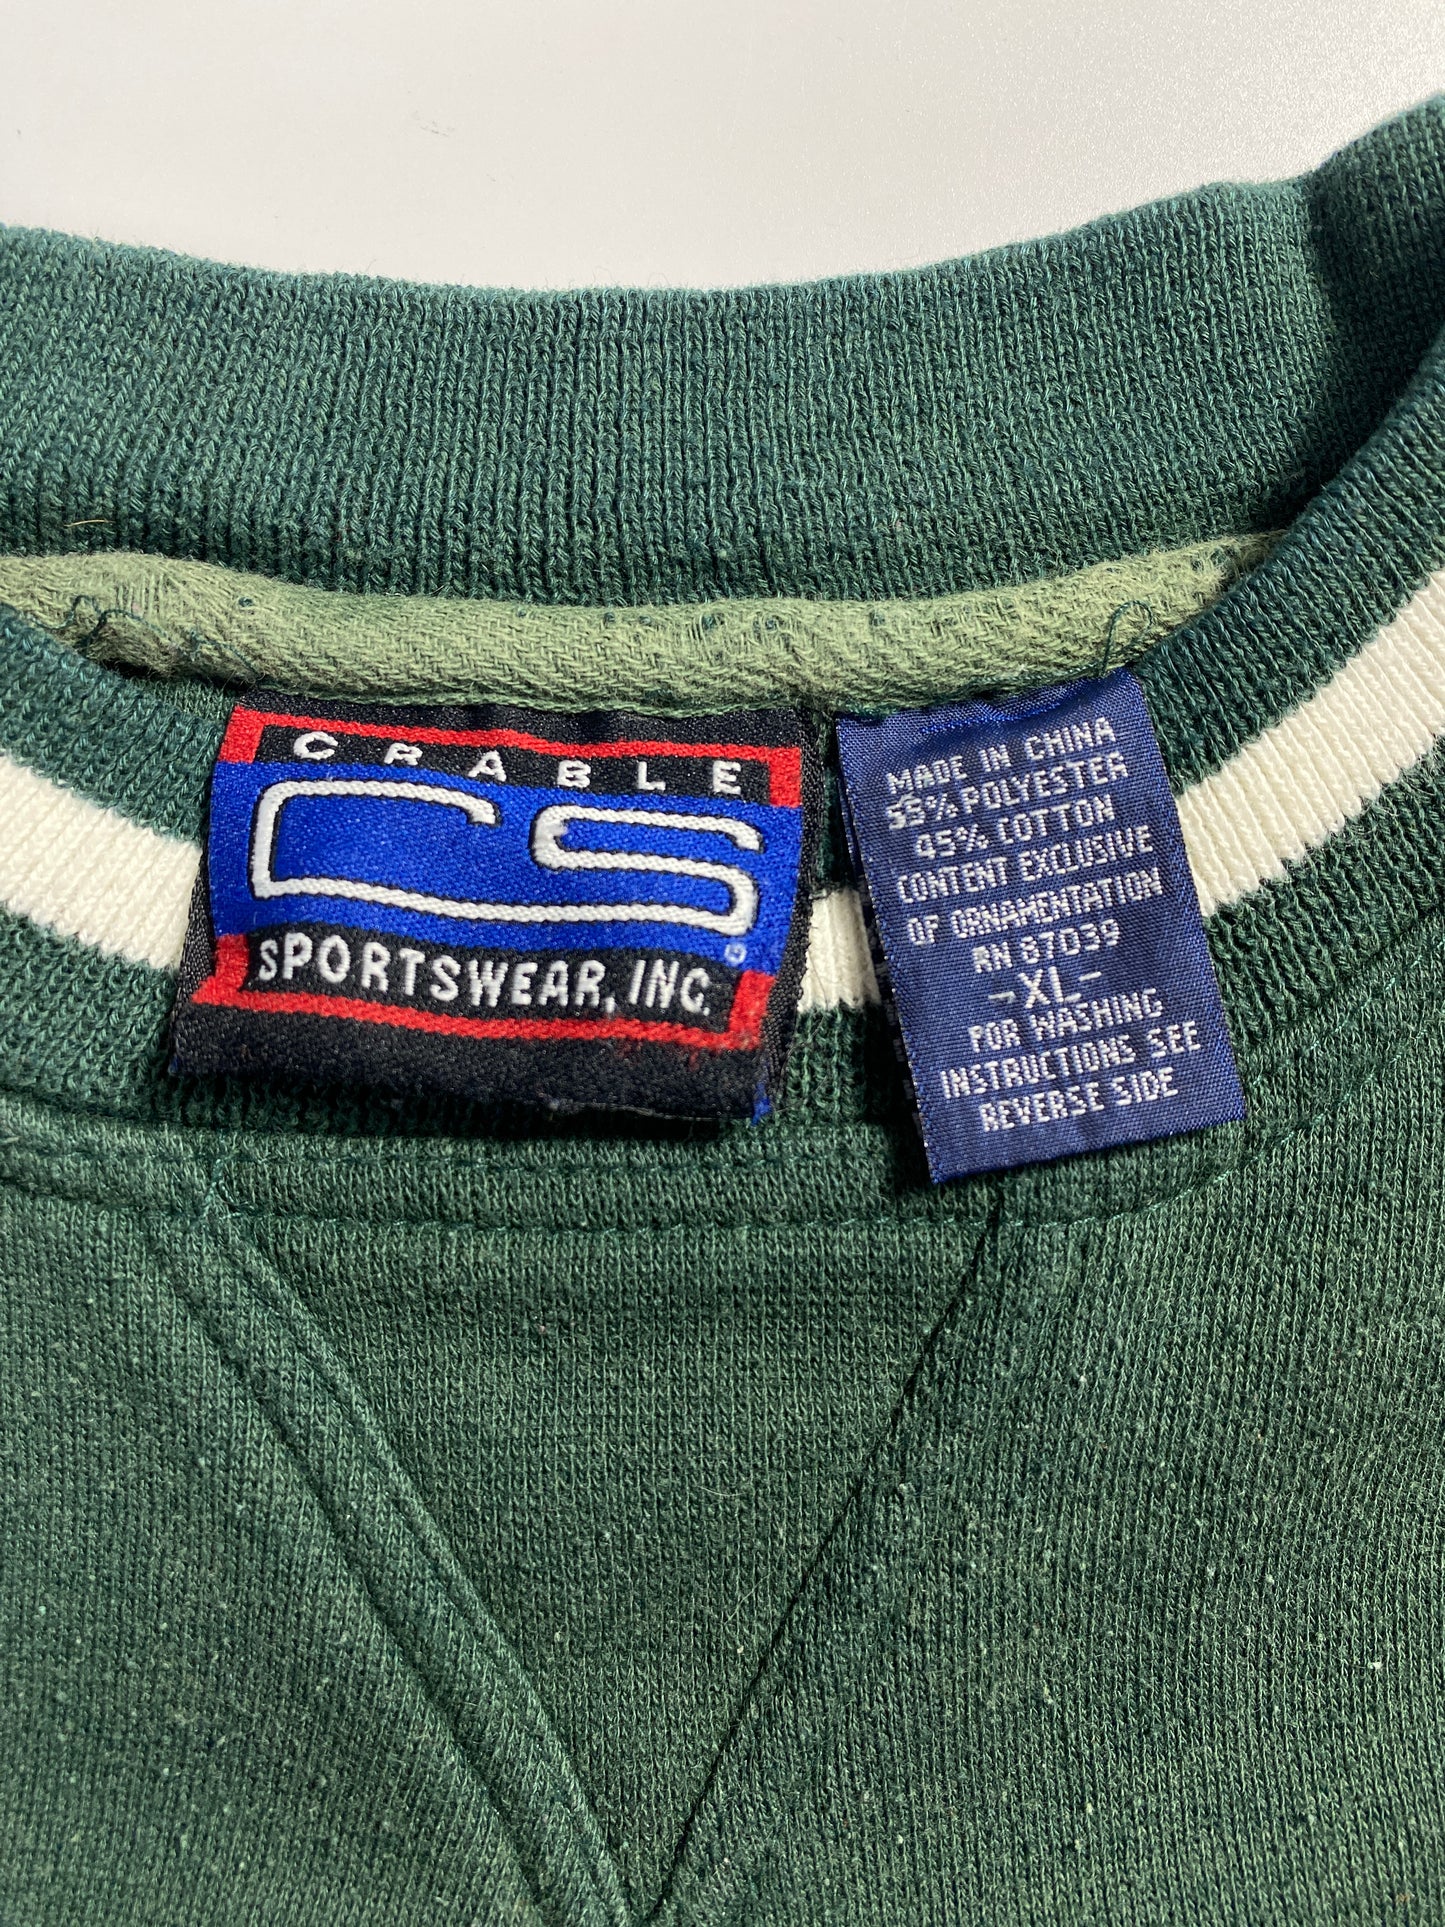 CRABLE
CS
SPORTSWEAR, INC.
MADE IN CHINA
55% POLYESTER
45% COTTON
CONTENT EXCLUSIVE
OF ORNAMENTATION
RN 87039
-XL-
FOR WASHING
INSTRUCTIONS SEE
REVERSE SIDE